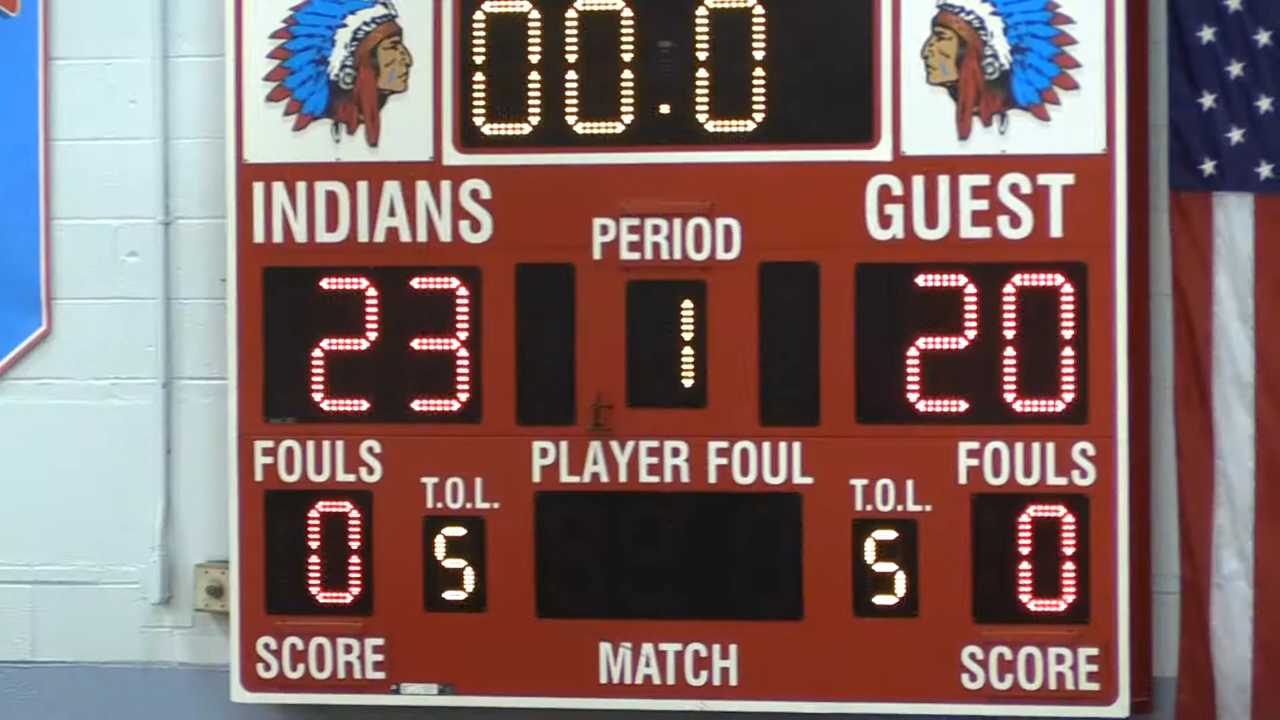 00.0
INDIANS
PERIOD
GUEST
23
1
20
FOULS
T.O.L.
PLAYER FOUL
T.O.L.
FOULS
0
5
5
0
SCORE
MATCH
SCORE